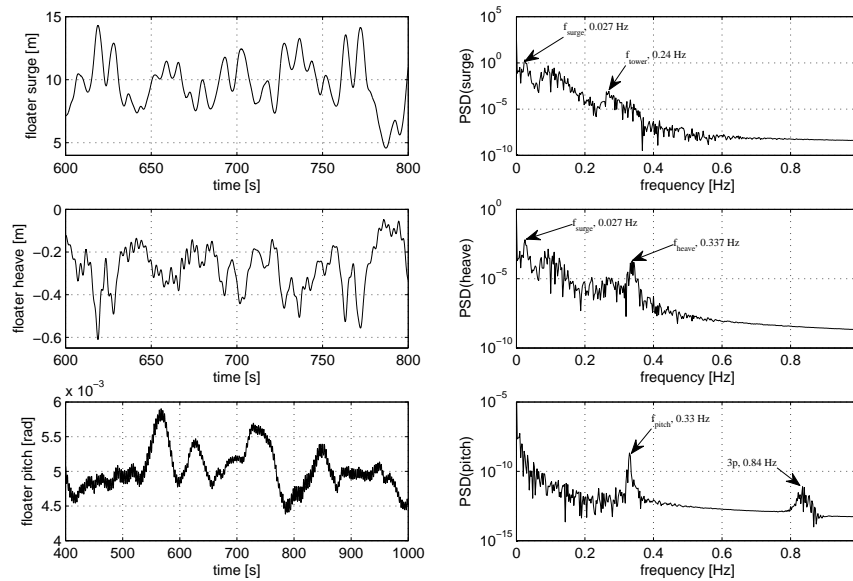 15
10
5
600 650 700 750 800
time [s]
floater surge [m]
10^5
10^0
10^−5
10^−10
0 0.2 0.4 0.6 0.8
frequency [Hz]
PSD(surge)
f_surge, 0.027 Hz
f_tower, 0.24 Hz
0
−0.2
−0.4
−0.6
600 650 700 750 800
time [s]
floater heave [m]
10^0
10^−5
10^−10
0 0.2 0.4 0.6 0.8
frequency [Hz]
PSD(heave)
f_surge, 0.027 Hz
f_heave, 0.337 Hz
x 10^−3
6
5.5
5
4.5
4
400 500 600 700 800 900 1000
time [s]
floater pitch [rad]
10^−5
10^−10
10^−15
0 0.2 0.4 0.6 0.8
frequency [Hz]
PSD(pitch)
f_pitch, 0.33 Hz
3p, 0.84 Hz